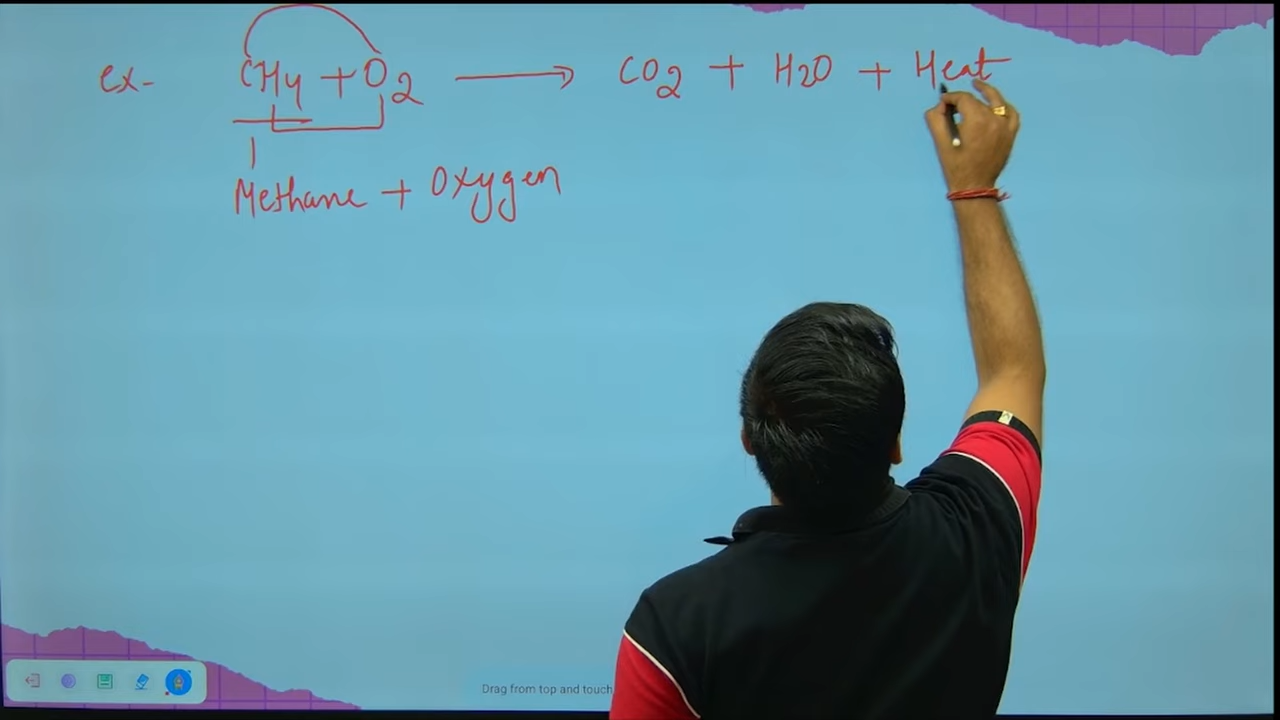 ex- CH4 + O2 → CO2 + H2O + Heat
Methane + Oxygen
Drag from top and touch